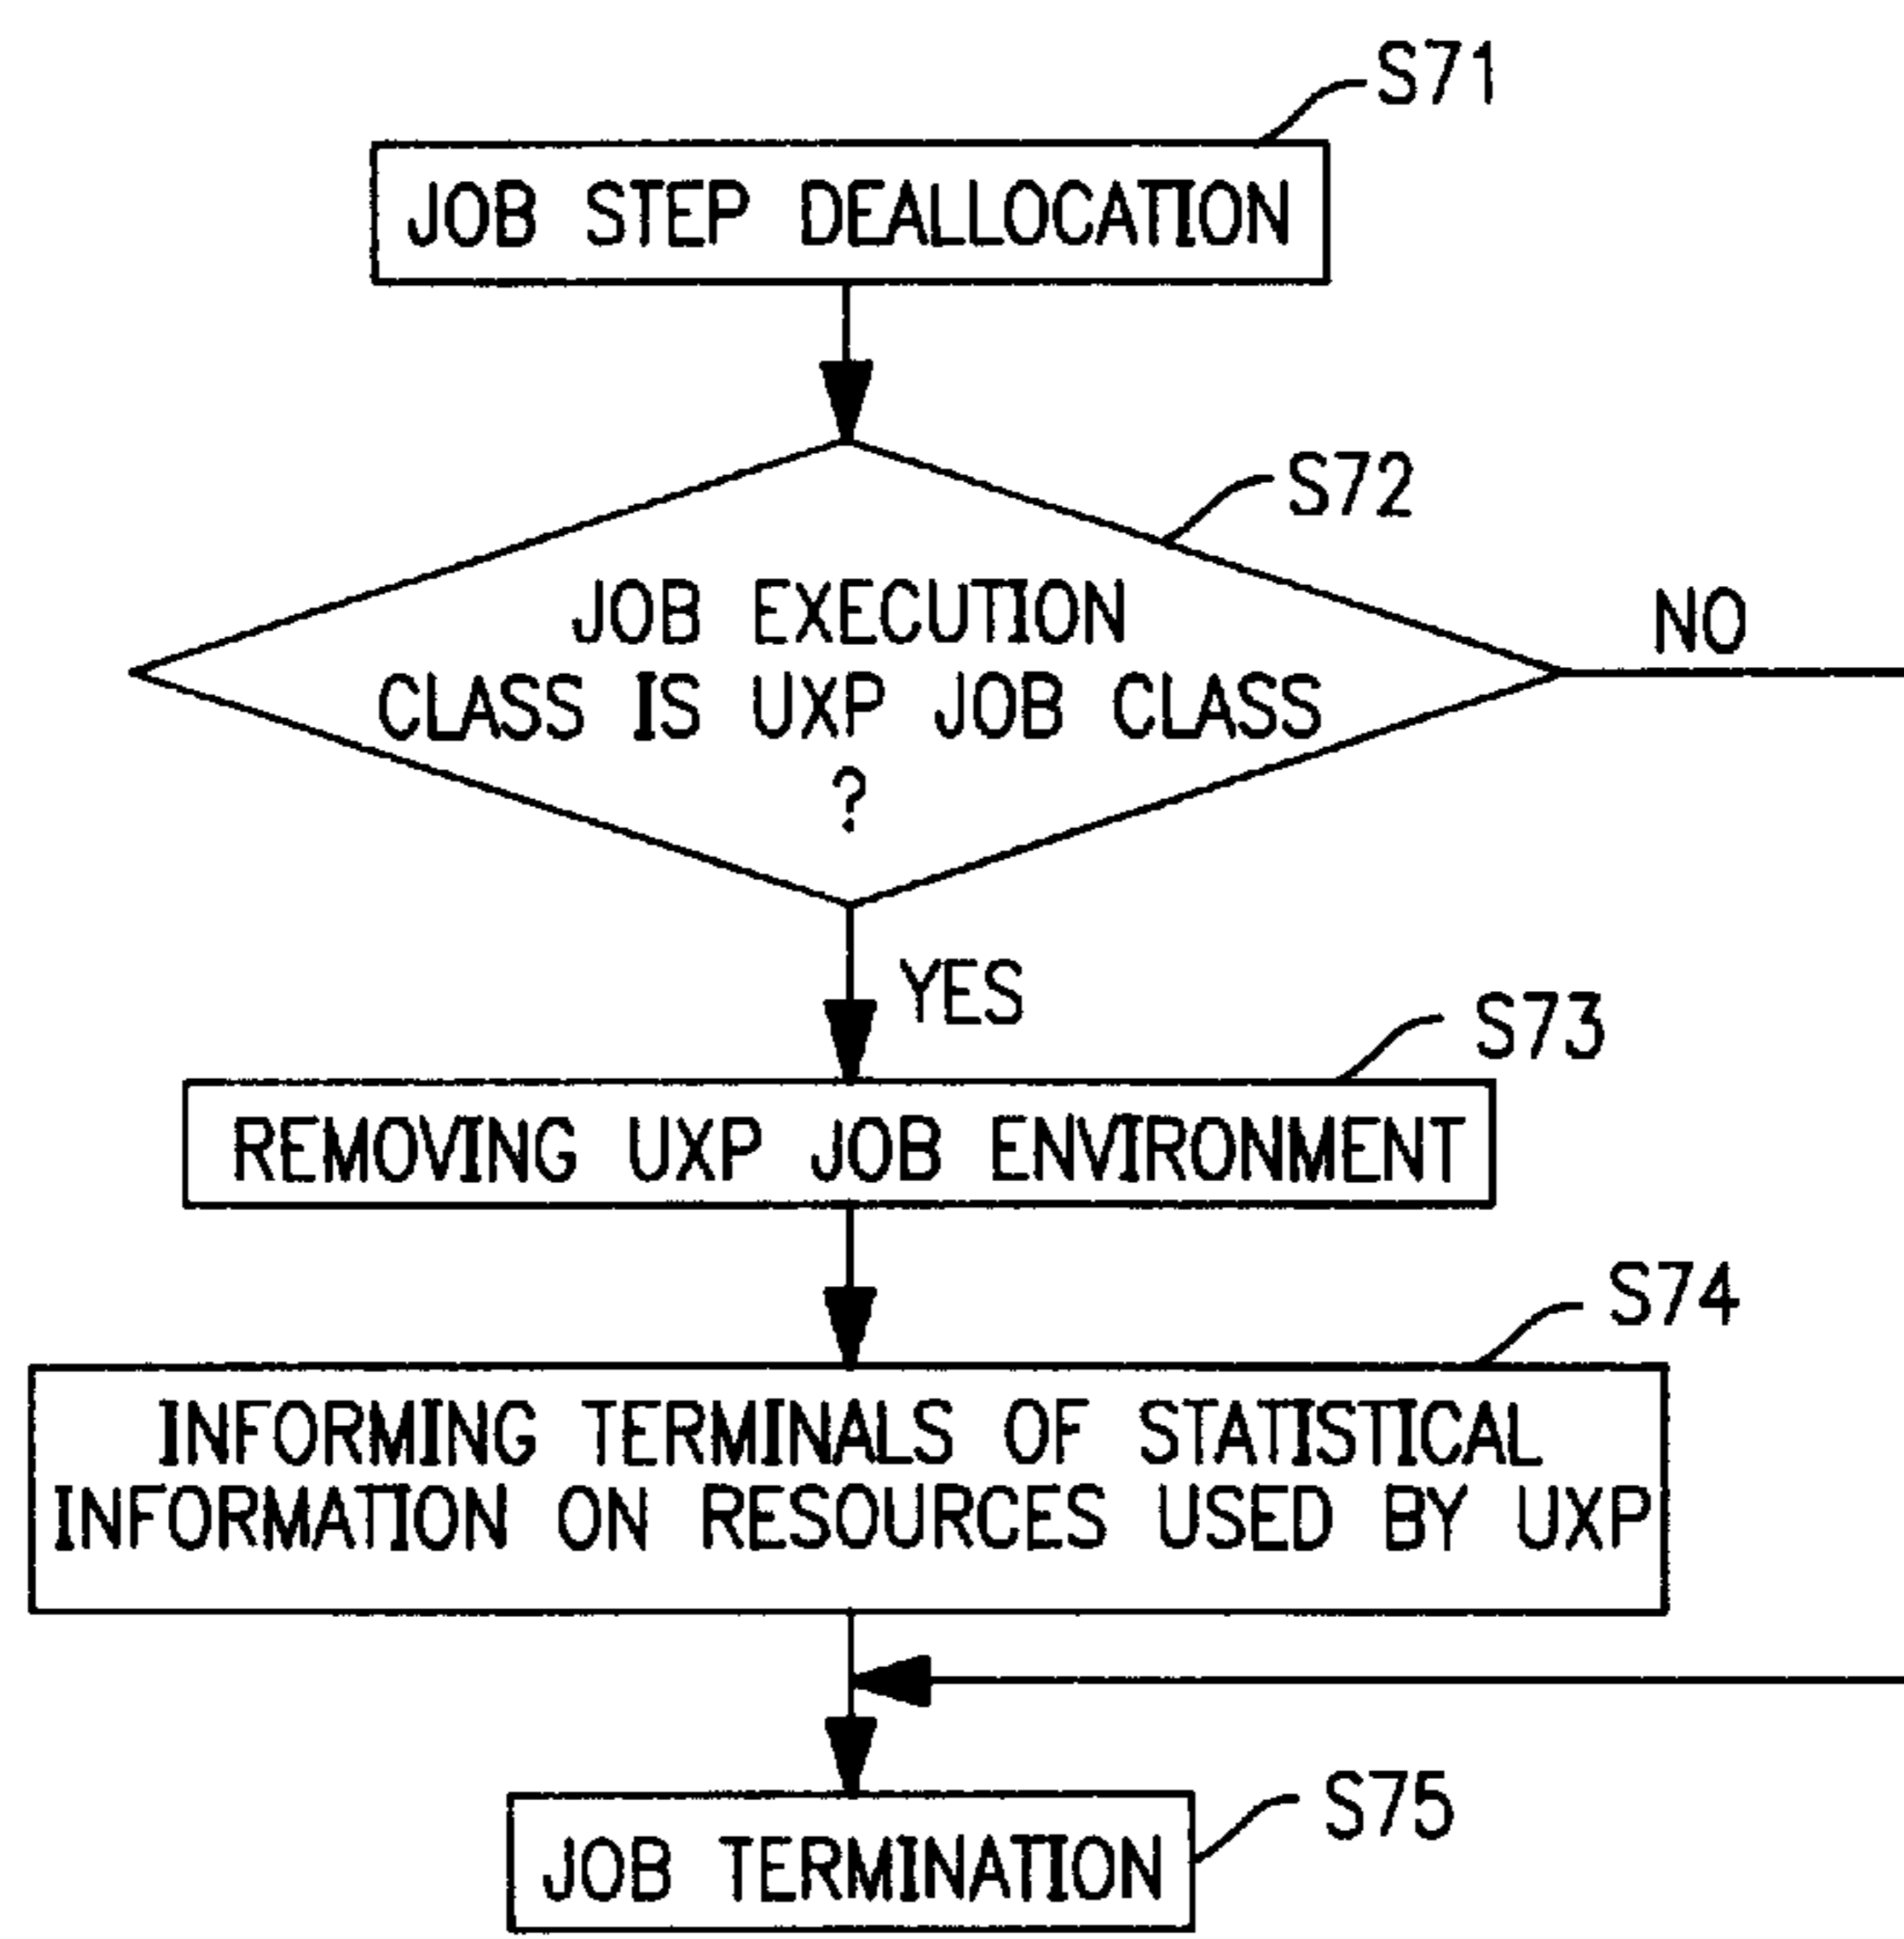 S71
JOB STEP DEALLOCATION
S72
JOB EXECUTION
CLASS IS UXP JOB CLASS
?
NO
YES
S73
REMOVING UXP JOB ENVIRONMENT
S74
INFORMING TERMINALS OF STATISTICAL
INFORMATION ON RESOURCES USED BY UXP
S75
JOB TERMINATION